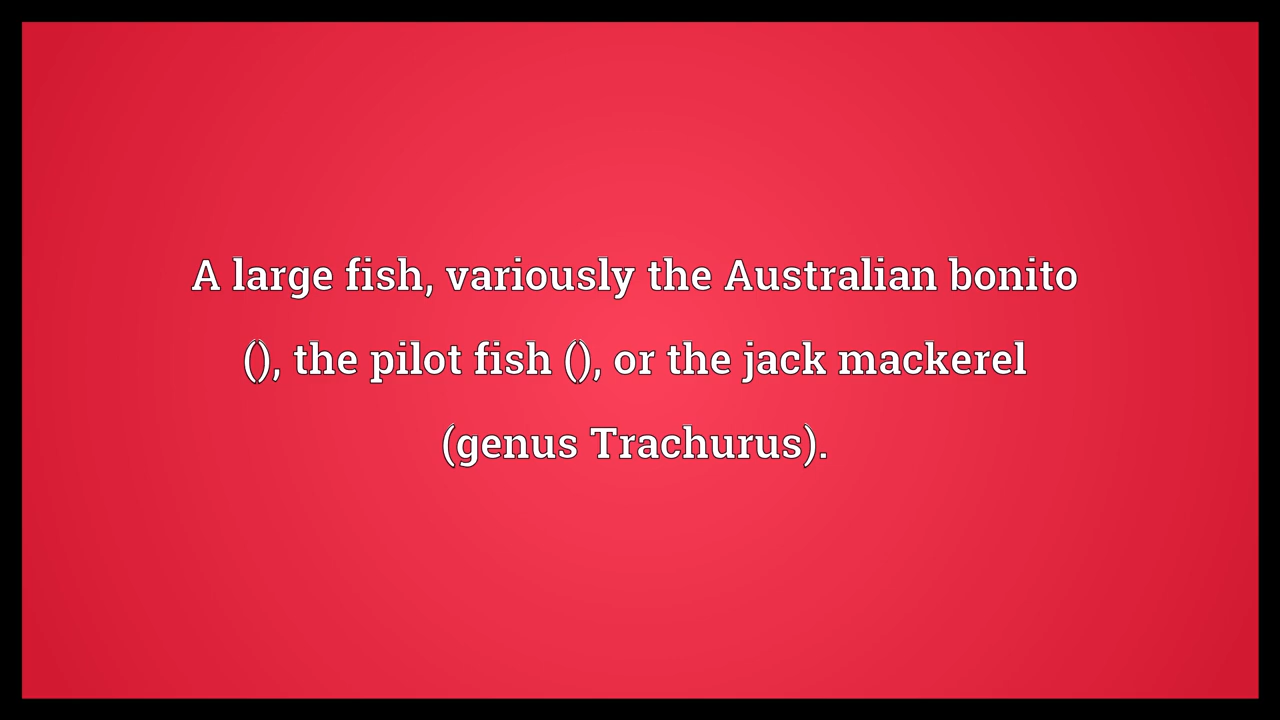 A large fish, variously the Australian bonito
(), the pilot fish (), or the jack mackerel
(genus Trachurus).